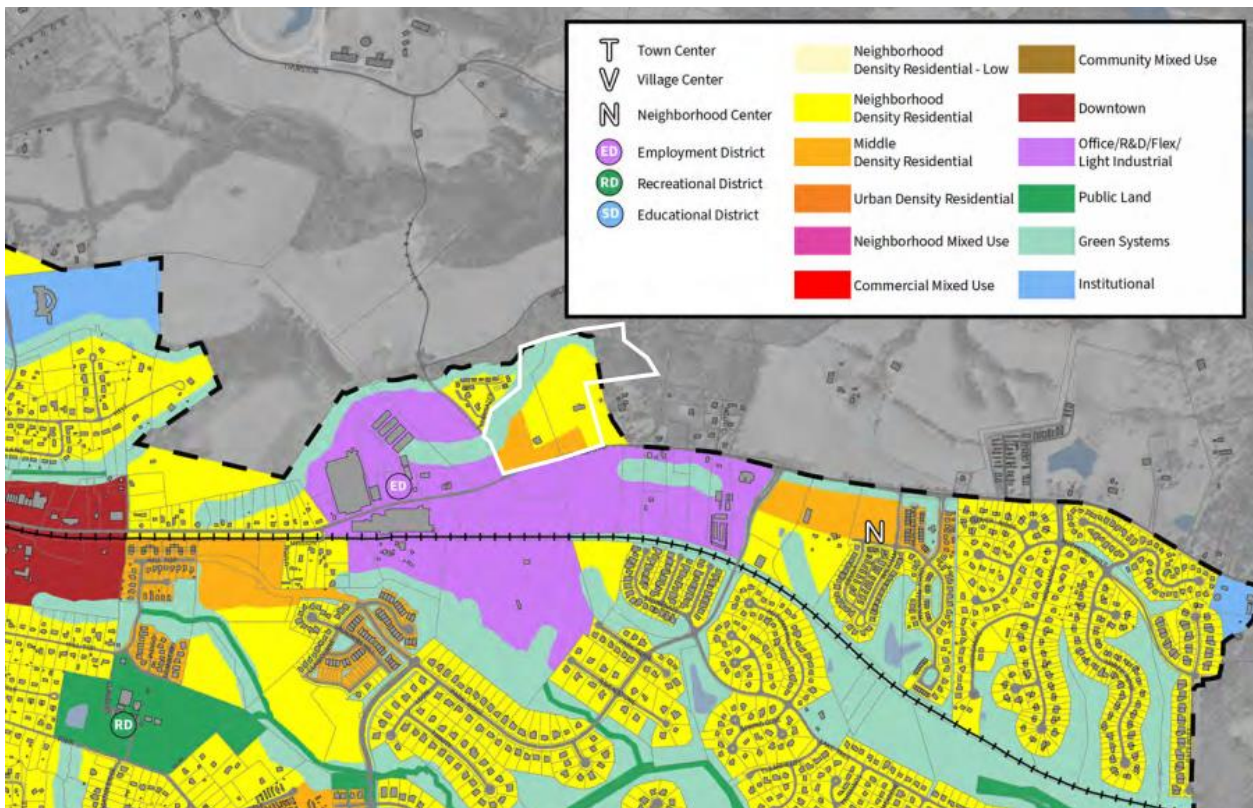 T Town Center
V Village Center
N Neighborhood Center
ED Employment District
RD Recreational District
SD Educational District
Neighborhood
Density Residential - Low
Neighborhood
Density Residential
Middle
Density Residential
Urban Density Residential
Neighborhood Mixed Use
Commercial Mixed Use
Community Mixed Use
Downtown
Office/R&D/Flex/
Light Industrial
Public Land
Green Systems
Institutional
ED
N
RD